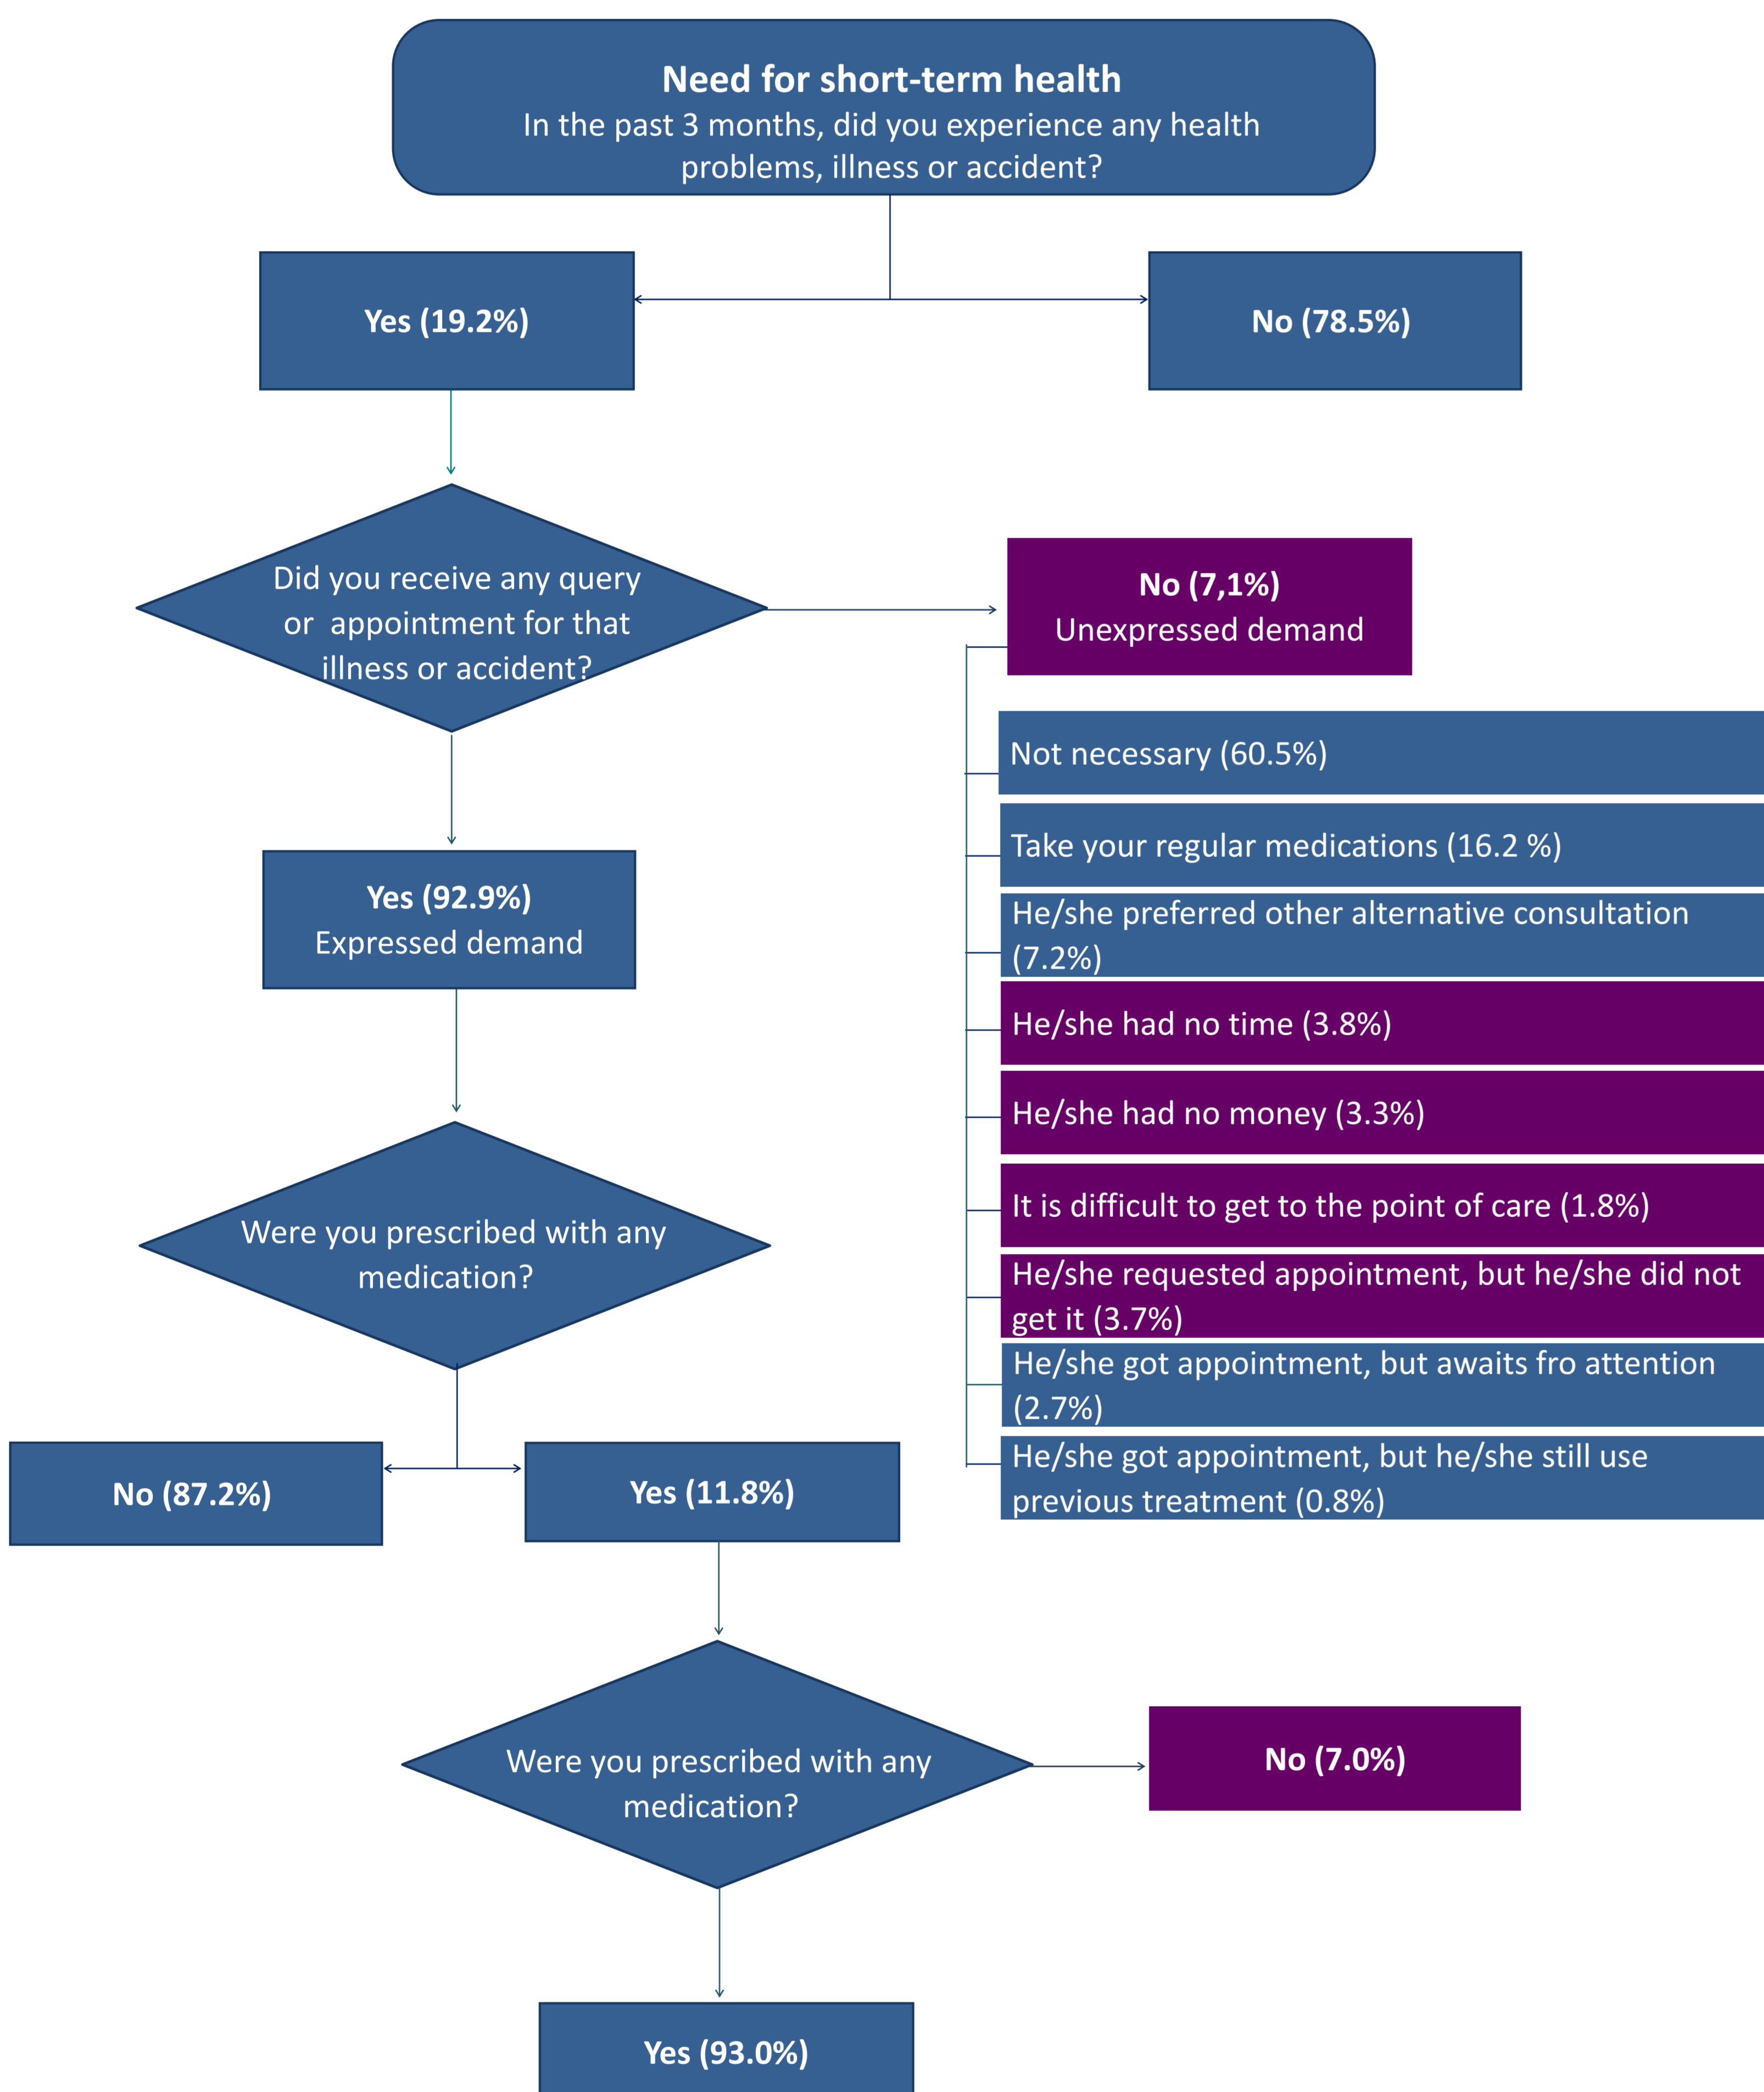 Need for short-term health
In the past 3 months, did you experience any health
problems, illness or accident?
Yes (19.2%)
No (78.5%)
Did you receive any query
or appointment for that
illness or accident?
No (7,1%)
Unexpressed demand
Not necessary (60.5%)
Take your regular medications (16.2 %)
He/she preferred other alternative consultation
(7.2%)
He/she had no time (3.8%)
He/she had no money (3.3%)
It is difficult to get to the point of care (1.8%)
He/she requested appointment, but he/she did not
get it (3.7%)
He/she got appointment, but awaits fro attention
(2.7%)
He/she got appointment, but he/she still use
previous treatment (0.8%)
Yes (92.9%)
Expressed demand
Were you prescribed with any
medication?
No (87.2%)
Yes (11.8%)
Were you prescribed with any
medication?
No (7.0%)
Yes (93.0%)